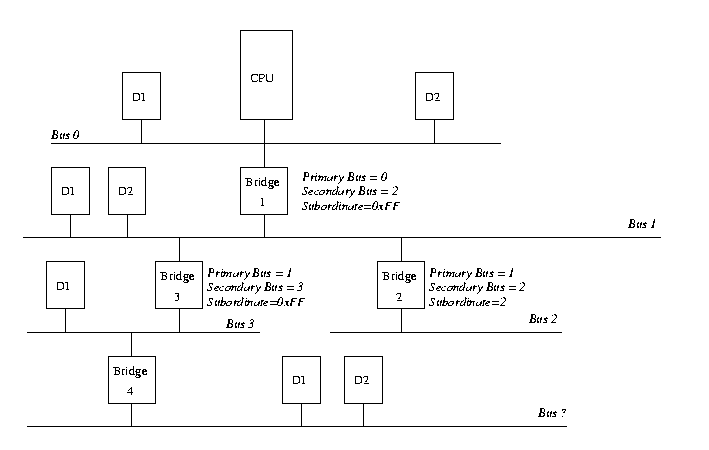 CPU
D1
D2
Bus 0
D1
D2
Bridge
1
Primary Bus = 0
Secondary Bus = 2
Subordinate=0xFF
Bus 1
D1
Bridge
3
Primary Bus = 1
Secondary Bus = 3
Subordinate=0xFF
Bridge
2
Primary Bus = 1
Secondary Bus = 2
Subordinate=2
Bus 3
Bus 2
Bridge
4
D1
D2
Bus ?